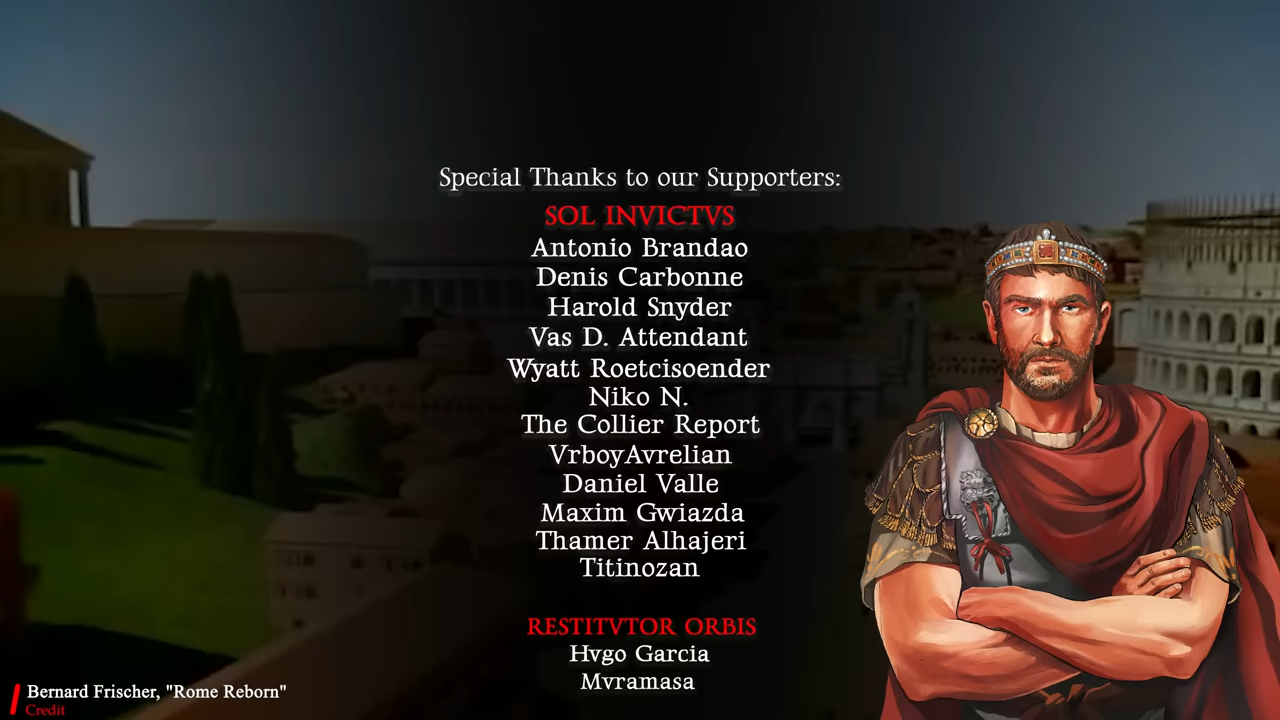 Special Thanks to our Supporters:
SOL INVICTVS
Antonio Brandao
Denis Carbonne
Harold Snyder
Vas D. Attendant
Wyatt Roetcisoender
Niko N.
The Collier Report
VrboyAvrelian
Daniel Valle
Maxim Gwiazda
Thamer Alhajeri
Titinozan
RESTITVTOR ORBIS
Hvgo Garcia
Mvramasa
Bernard Frischer, "Rome Reborn"
Credit